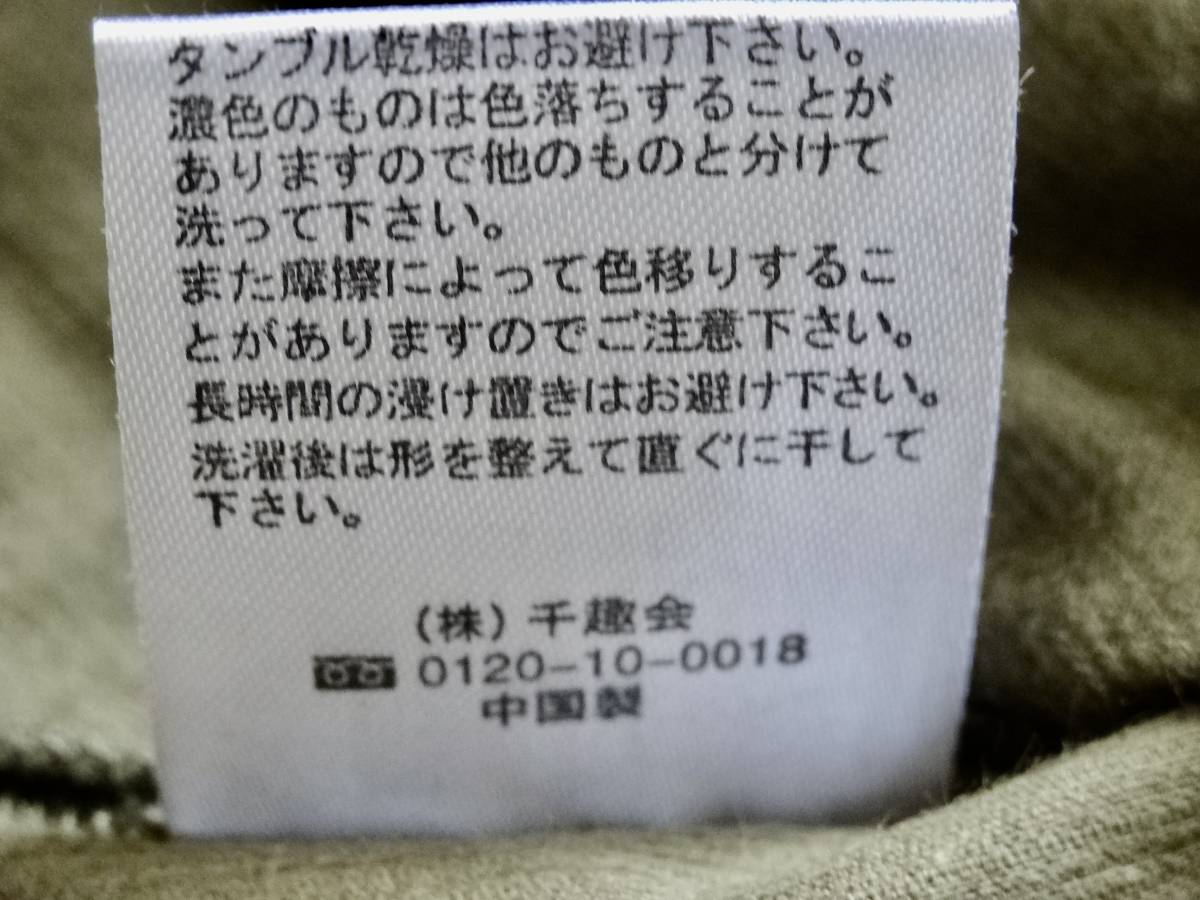 タンブル乾燥はお避け下さい。
濃色のものは色落ちすることが
ありますので他のものと分けて
洗って下さい。
また摩擦によって色移りするこ
とがありますのでご注意下さい。
長時間の浸け置きはお避け下さい。
洗濯後は形を整えて直ぐに干して
下さい。
(株)千趣会
0120-10-0018
中国製